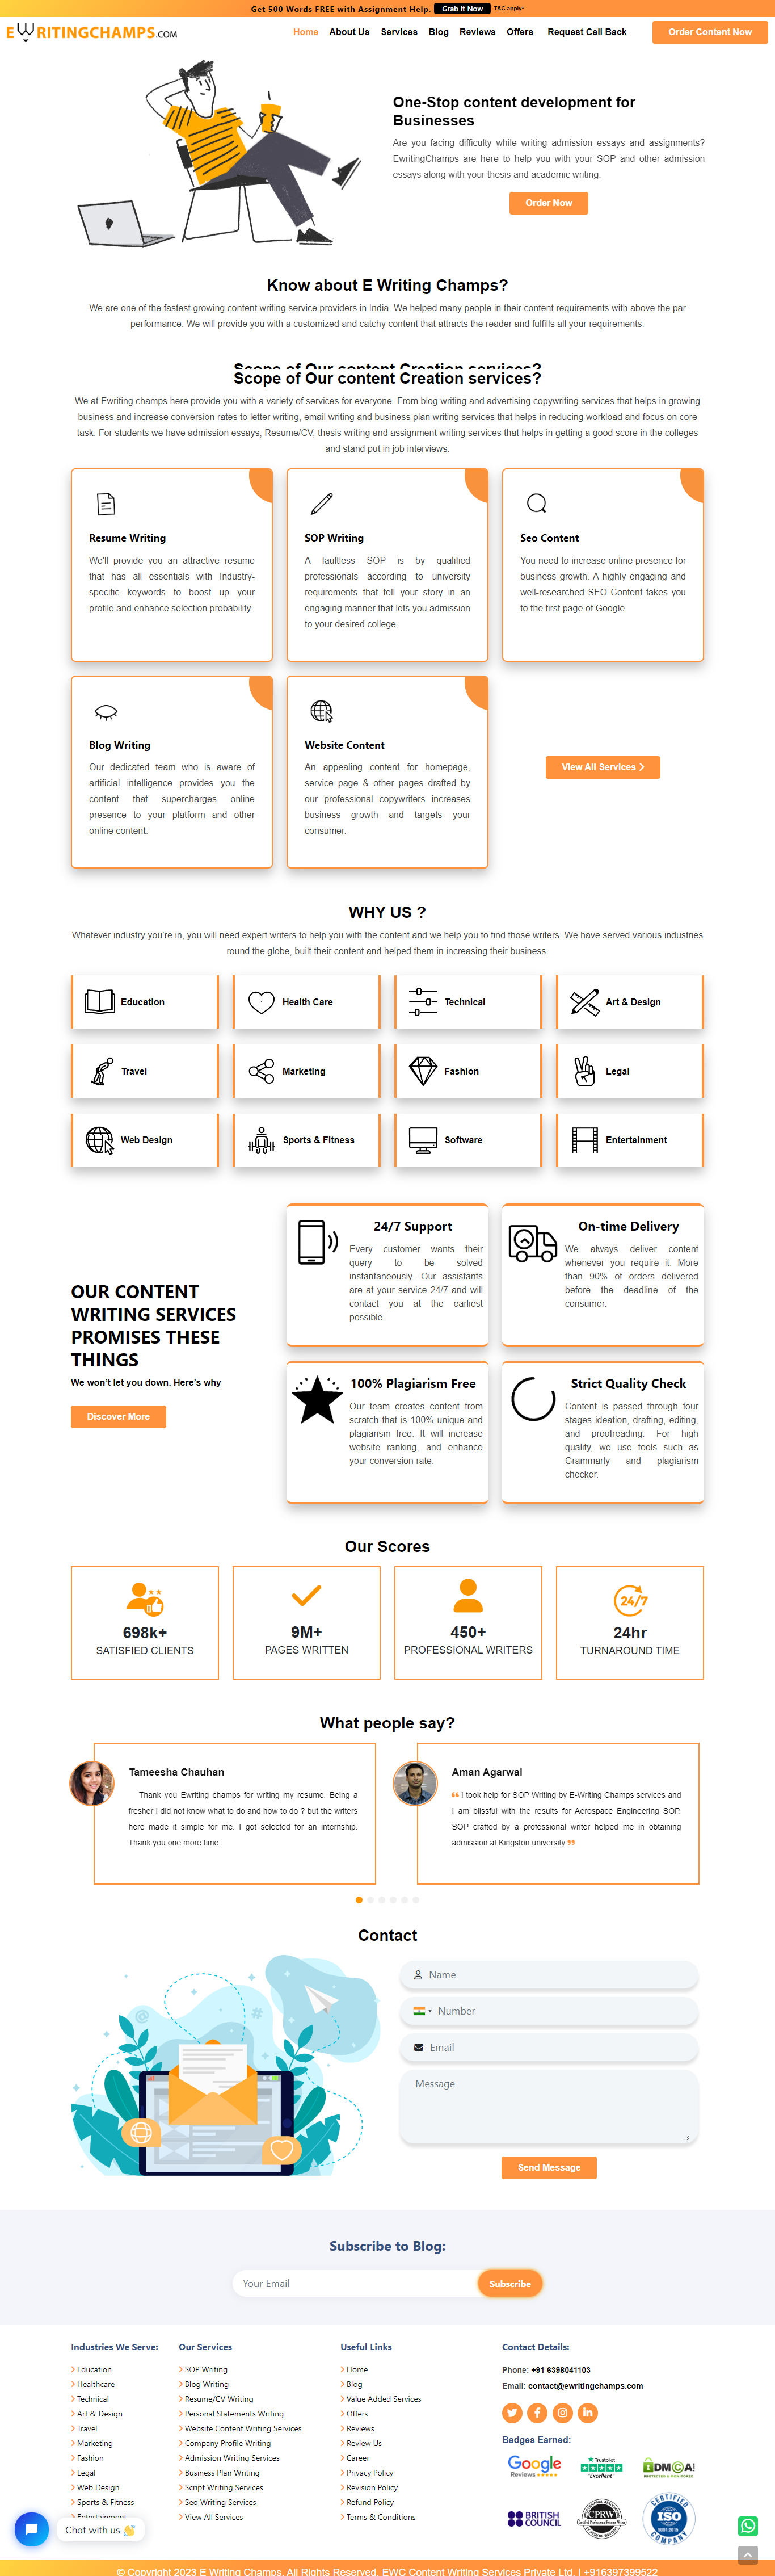 Get 500 Words FREE with Assignment Help. Grab It Now T&C apply*
EWRITINGCHAMPS.COM
Home About Us Services Blog Reviews Offers Request Call Back Order Content Now
One-Stop content development for
Businesses
Are you facing difficulty while writing admission essays and assignments?
EwritingChamps are here to help you with your SOP and other admission
essays along with your thesis and academic writing.
Order Now
Know about E Writing Champs?
We are one of the fastest growing content writing service providers in India. We helped many people in their content requirements with above the par
performance. We will provide you with a customized and catchy content that attracts the reader and fulfills all your requirements.
Scope of Our content Creation services?
Scope of Our content Creation services?
We at Ewriting champs here provide you with a variety of services for everyone. From blog writing and advertising copywriting services that helps in growing
business and increase conversion rates to letter writing, email writing and business plan writing services that helps in reducing workload and focus on core
task. For students we have admission essays, Resume/CV, thesis writing and assignment writing services that helps in getting a good score in the colleges
and stand put in job interviews.
Resume Writing
We'll provide you an attractive resume
that has all essentials with Industry-
specific keywords to boost up your
profile and enhance selection probability.
SOP Writing
A faultless SOP is by qualified
professionals according to university
requirements that tell your story in an
engaging manner that lets you admission
to your desired college.
Seo Content
You need to increase online presence for
business growth. A highly engaging and
well-researched SEO Content takes you
to the first page of Google.
Blog Writing
Our dedicated team who is aware of
artificial intelligence provides you the
content that supercharges online
presence to your platform and other
online content.
Website Content
An appealing content for homepage,
service page & other pages drafted by
our professional copywriters increases
business growth and targets your
consumer.
View All Services
WHY US ?
Whatever industry you're in, you will need expert writers to help you with the content and we help you to find those writers. We have served various industries
round the globe, built their content and helped them in increasing their business.
Education
Health Care
Technical
Art & Design
Travel
Marketing
Fashion
Legal
Web Design
Sports & Fitness
Software
Entertainment
OUR CONTENT
WRITING SERVICES
PROMISES THESE
THINGS
We won't let you down. Here's why
Discover More
24/7 Support
Every customer wants their
query to be solved
instantaneously. Our assistants
are at your service 24/7 and will
contact you at the earliest
possible.
On-time Delivery
We always deliver content
whenever you require it. More
than 90% of orders delivered
before the deadline of the
consumer.
100% Plagiarism Free
Our team creates content from
scratch that is 100% unique and
plagiarism free. It will increase
website ranking, and enhance
your conversion rate.
Strict Quality Check
Content is passed through four
stages ideation, drafting, editing,
and proofreading. For high
quality, we use tools such as
Grammarly and plagiarism
checker.
Our Scores
698k+
SATISFIED CLIENTS
9M+
PAGES WRITTEN
450+
PROFESSIONAL WRITERS
24/7
24hr
TURNAROUND TIME
What people say?
Tameesha Chauhan
Thank you Ewriting champs for writing my resume. Being a
fresher I did not know what to do and how to do ? but the writers
here made it simple for me. I got selected for an internship.
Thank you one more time.
Aman Agarwal
“ I took help for SOP Writing by E-Writing Champs services and
I am blissful with the results for Aerospace Engineering SOP.
SOP crafted by a professional writer helped me in obtaining
admission at Kingston university ”
Contact
Name
Number
Email
Message
Send Message
Subscribe to Blog:
Your Email
Subscribe
Industries We Serve:
Education
Healthcare
Technical
Art & Design
Travel
Marketing
Fashion
Legal
Web Design
Sports & Fitness
Entertainment
Our Services
SOP Writing
Blog Writing
Resume/CV Writing
Personal Statements Writing
Website Content Writing Services
Company Profile Writing
Admission Writing Services
Business Plan Writing
Script Writing Services
Seo Writing Services
View All Services
Useful Links
Home
Blog
Value Added Services
Offers
Reviews
Review Us
Career
Privacy Policy
Revision Policy
Refund Policy
Terms & Conditions
Contact Details:
Phone: +91 6398041103
Email: contact@ewritingchamps.com
Badges Earned:
Google
Reviews
Trustpilot
"Excellent"
DMCA!
BRITISH
COUNCIL
CPRW
CERTIFIED
ISO
COMPANY
Chat with us 👋
© Copyright 2023 E Writing Champs. All Rights Reserved. EWC Content Writing Services Private Ltd. | +916397399522